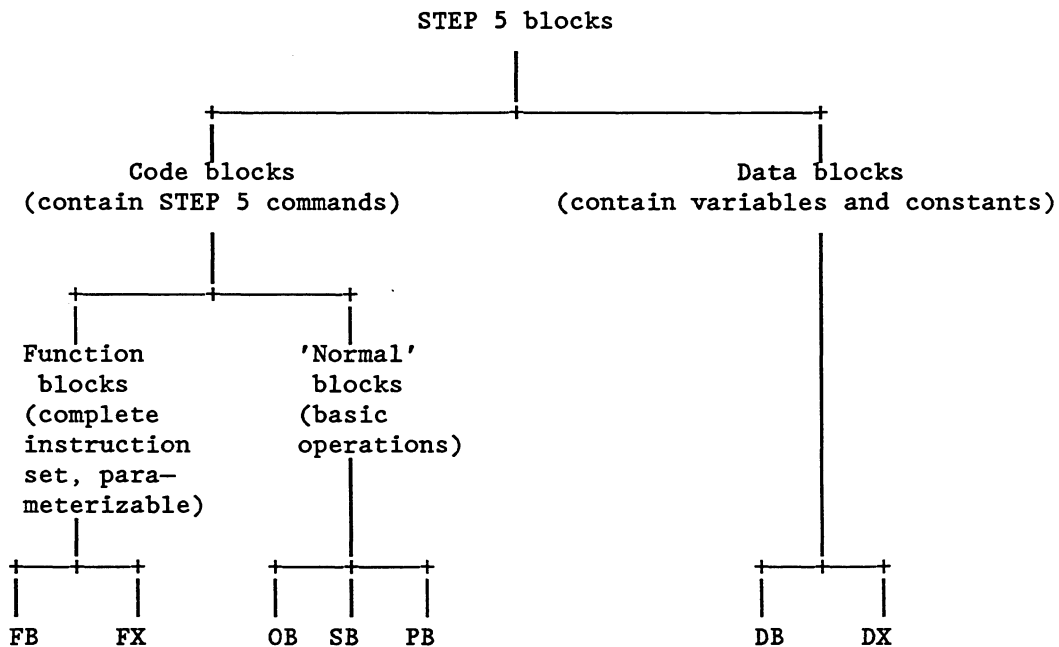 STEP 5 blocks
Code blocks
(contain STEP 5 commands)
Data blocks
(contain variables and constants)
Function
blocks
(complete
instruction
set, para—
meterizable)
'Normal'
blocks
(basic
operations)
FB FX OB SB PB DB DX